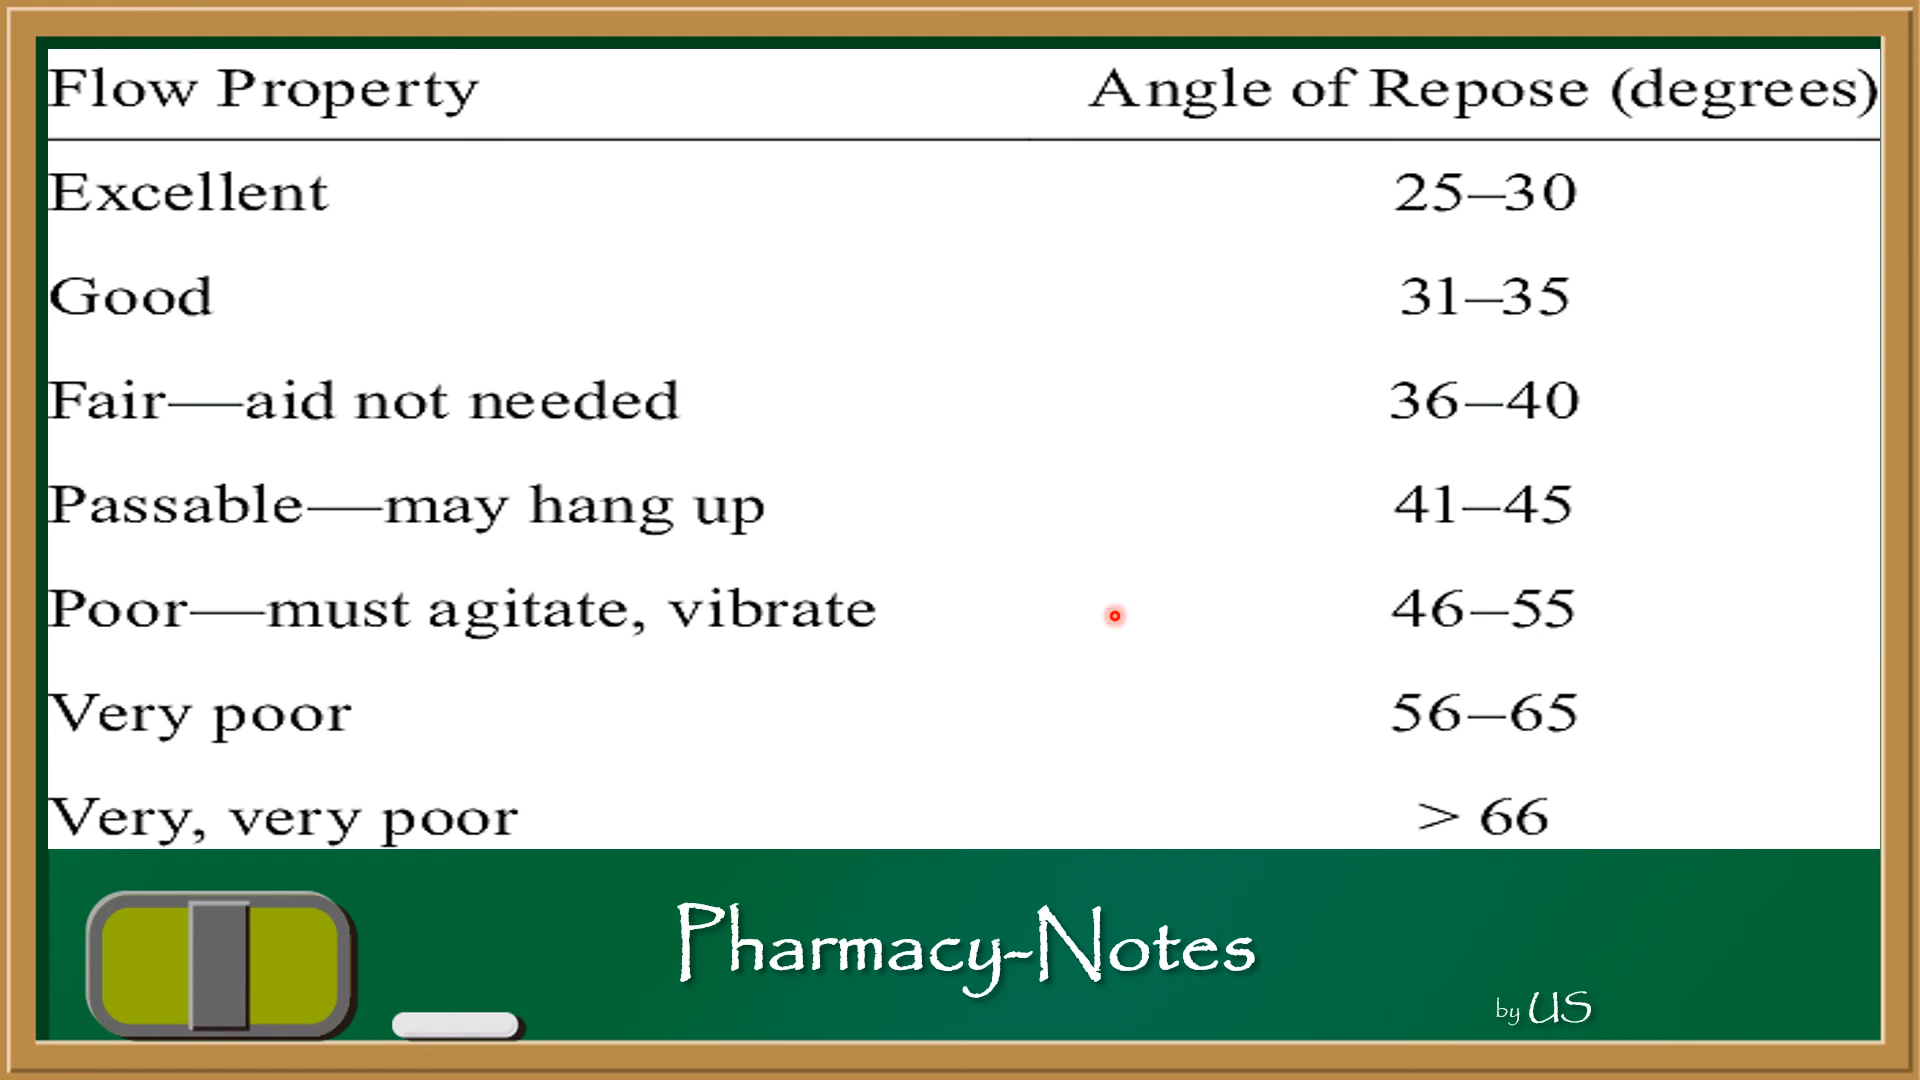 Flow Property Angle of Repose (degrees)
Excellent 25–30
Good 31–35
Fair—aid not needed 36–40
Passable—may hang up 41–45
Poor—must agitate, vibrate 46–55
Very poor 56–65
Very, very poor > 66
Pharmacy-Notes
by US